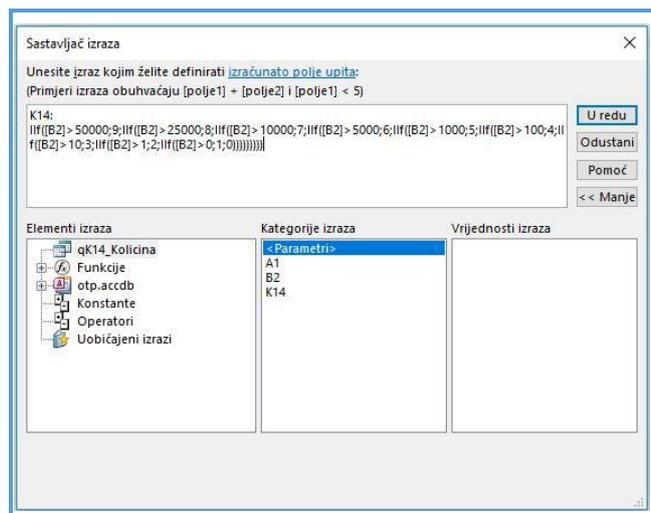 Sastavljač izraza
Unesite izraz kojim želite definirati izračunato polje upita:
(Primjeri izraza obuhvaćaju [polje1] + [polje2] i [polje1] < 5)
K14:
IIf([B2]>50000;9;IIf([B2]>25000;8;IIf([B2]>10000;7;IIf([B2]>5000;6;IIf([B2]>1000;5;IIf([B2]>100;4;II
f([B2]>10;3;IIf([B2]>1;2;IIf([B2]>0;1;0)))))))))
U redu
Odustani
Pomoć
<< Manje
Elementi izraza
qK14_Kolicina
Funkcije
otp.accdb
Konstante
Operatori
Uobičajeni izrazi
Kategorije izraza
<Parametri>
A1
B2
K14
Vrijednosti izraza